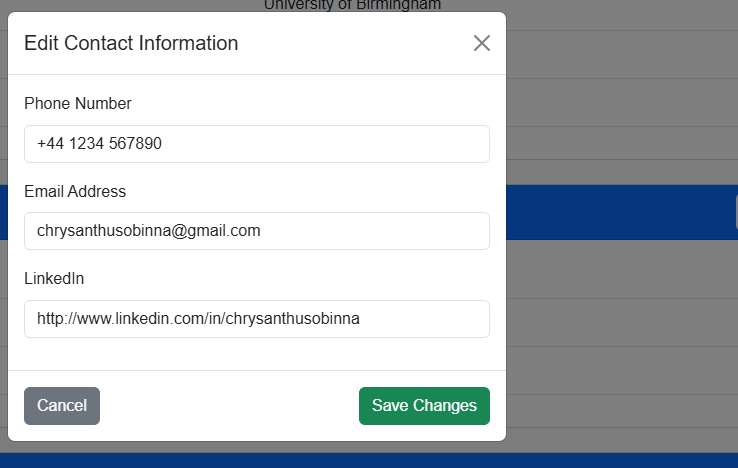 University of Birmingham
Edit Contact Information
Phone Number
+44 1234 567890
Email Address
chrysanthusobinna@gmail.com
LinkedIn
http://www.linkedin.com/in/chrysanthusobinna
Cancel
Save Changes